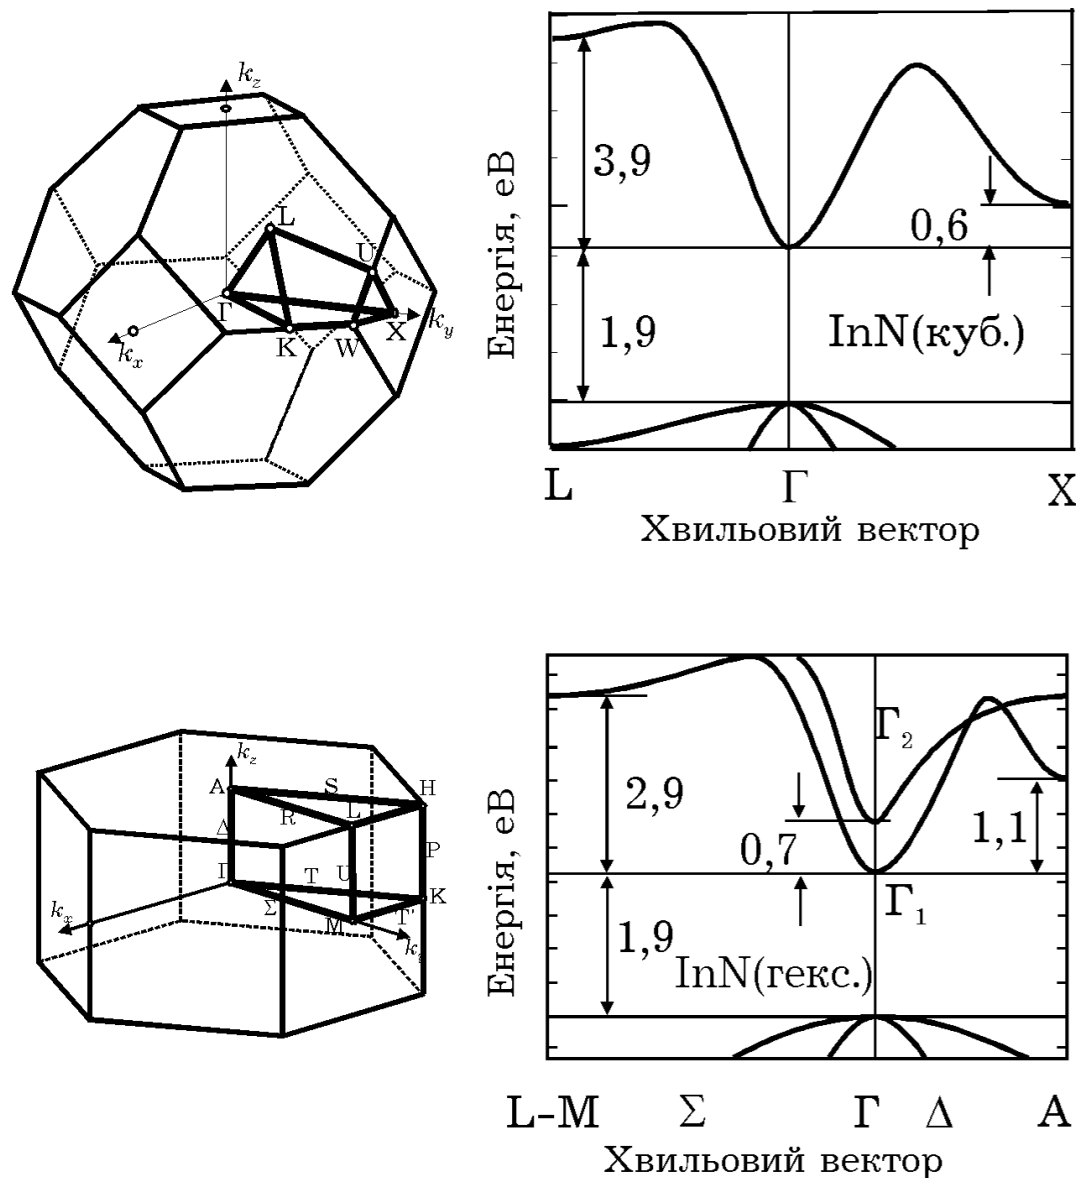 k_z
L
U
Γ
X
k_y
K
W
k_x
Енергія, еВ
3,9
0,6
1,9
InN(куб.)
L Γ X
Хвильовий вектор
k_z
A
S
H
R
L
Δ
P
Γ
T
U
K
Σ
T'
M
k_x
Енергія, еВ
Γ₂
2,9
0,7
1,1
Γ₁
1,9
InN(гекс.)
L-M Σ Γ Δ A
Хвильовий вектор